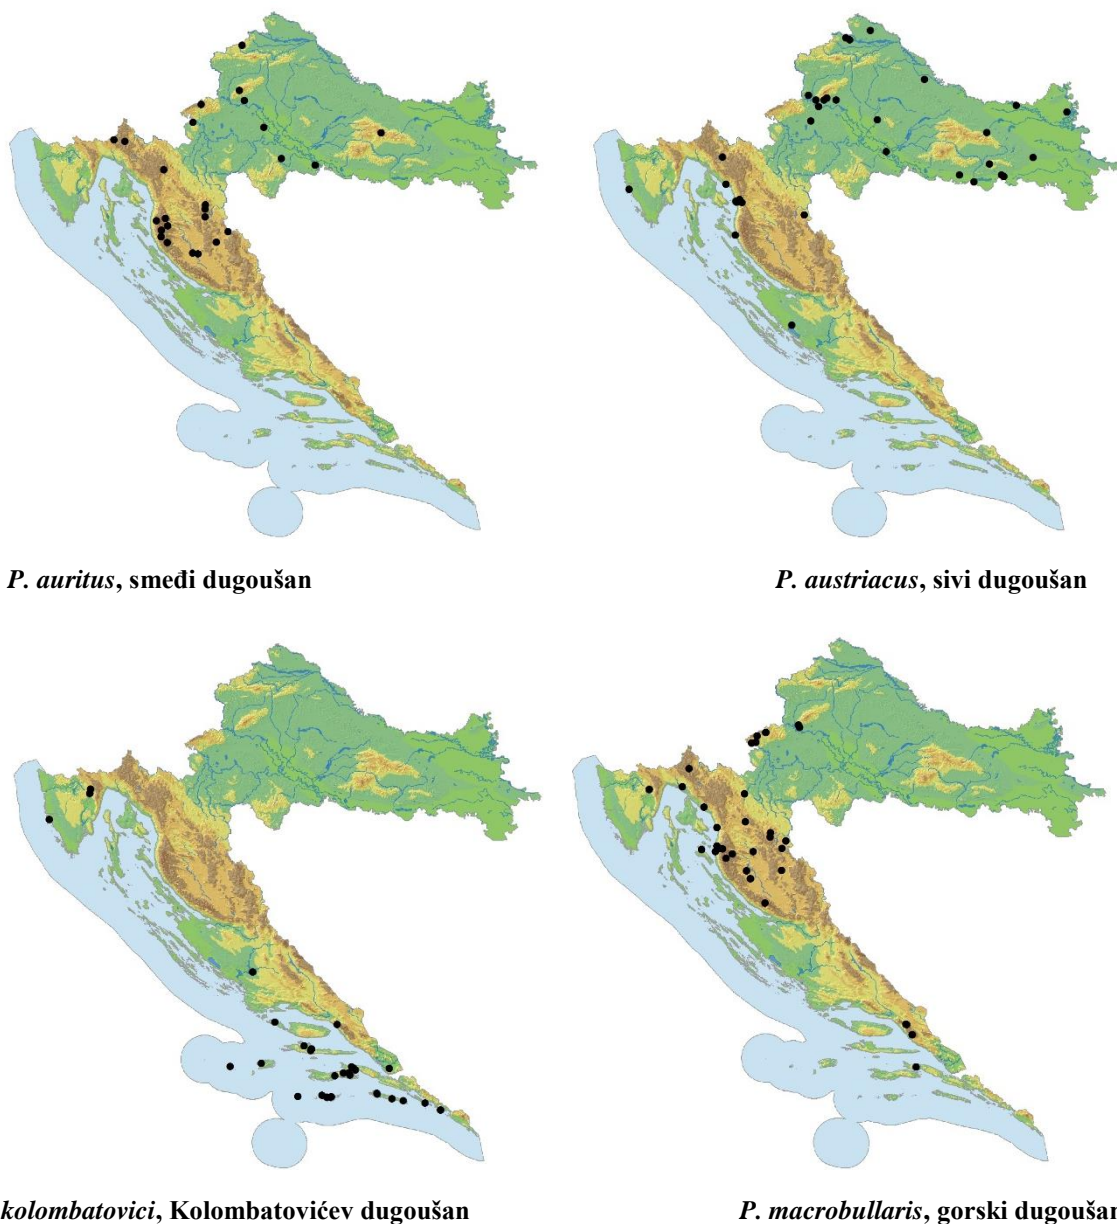 P. auritus, smeđi dugoušan
P. austriacus, sivi dugoušan
kolombatovici, Kolombatovićev dugoušan
P. macrobullaris, gorski dugoušan